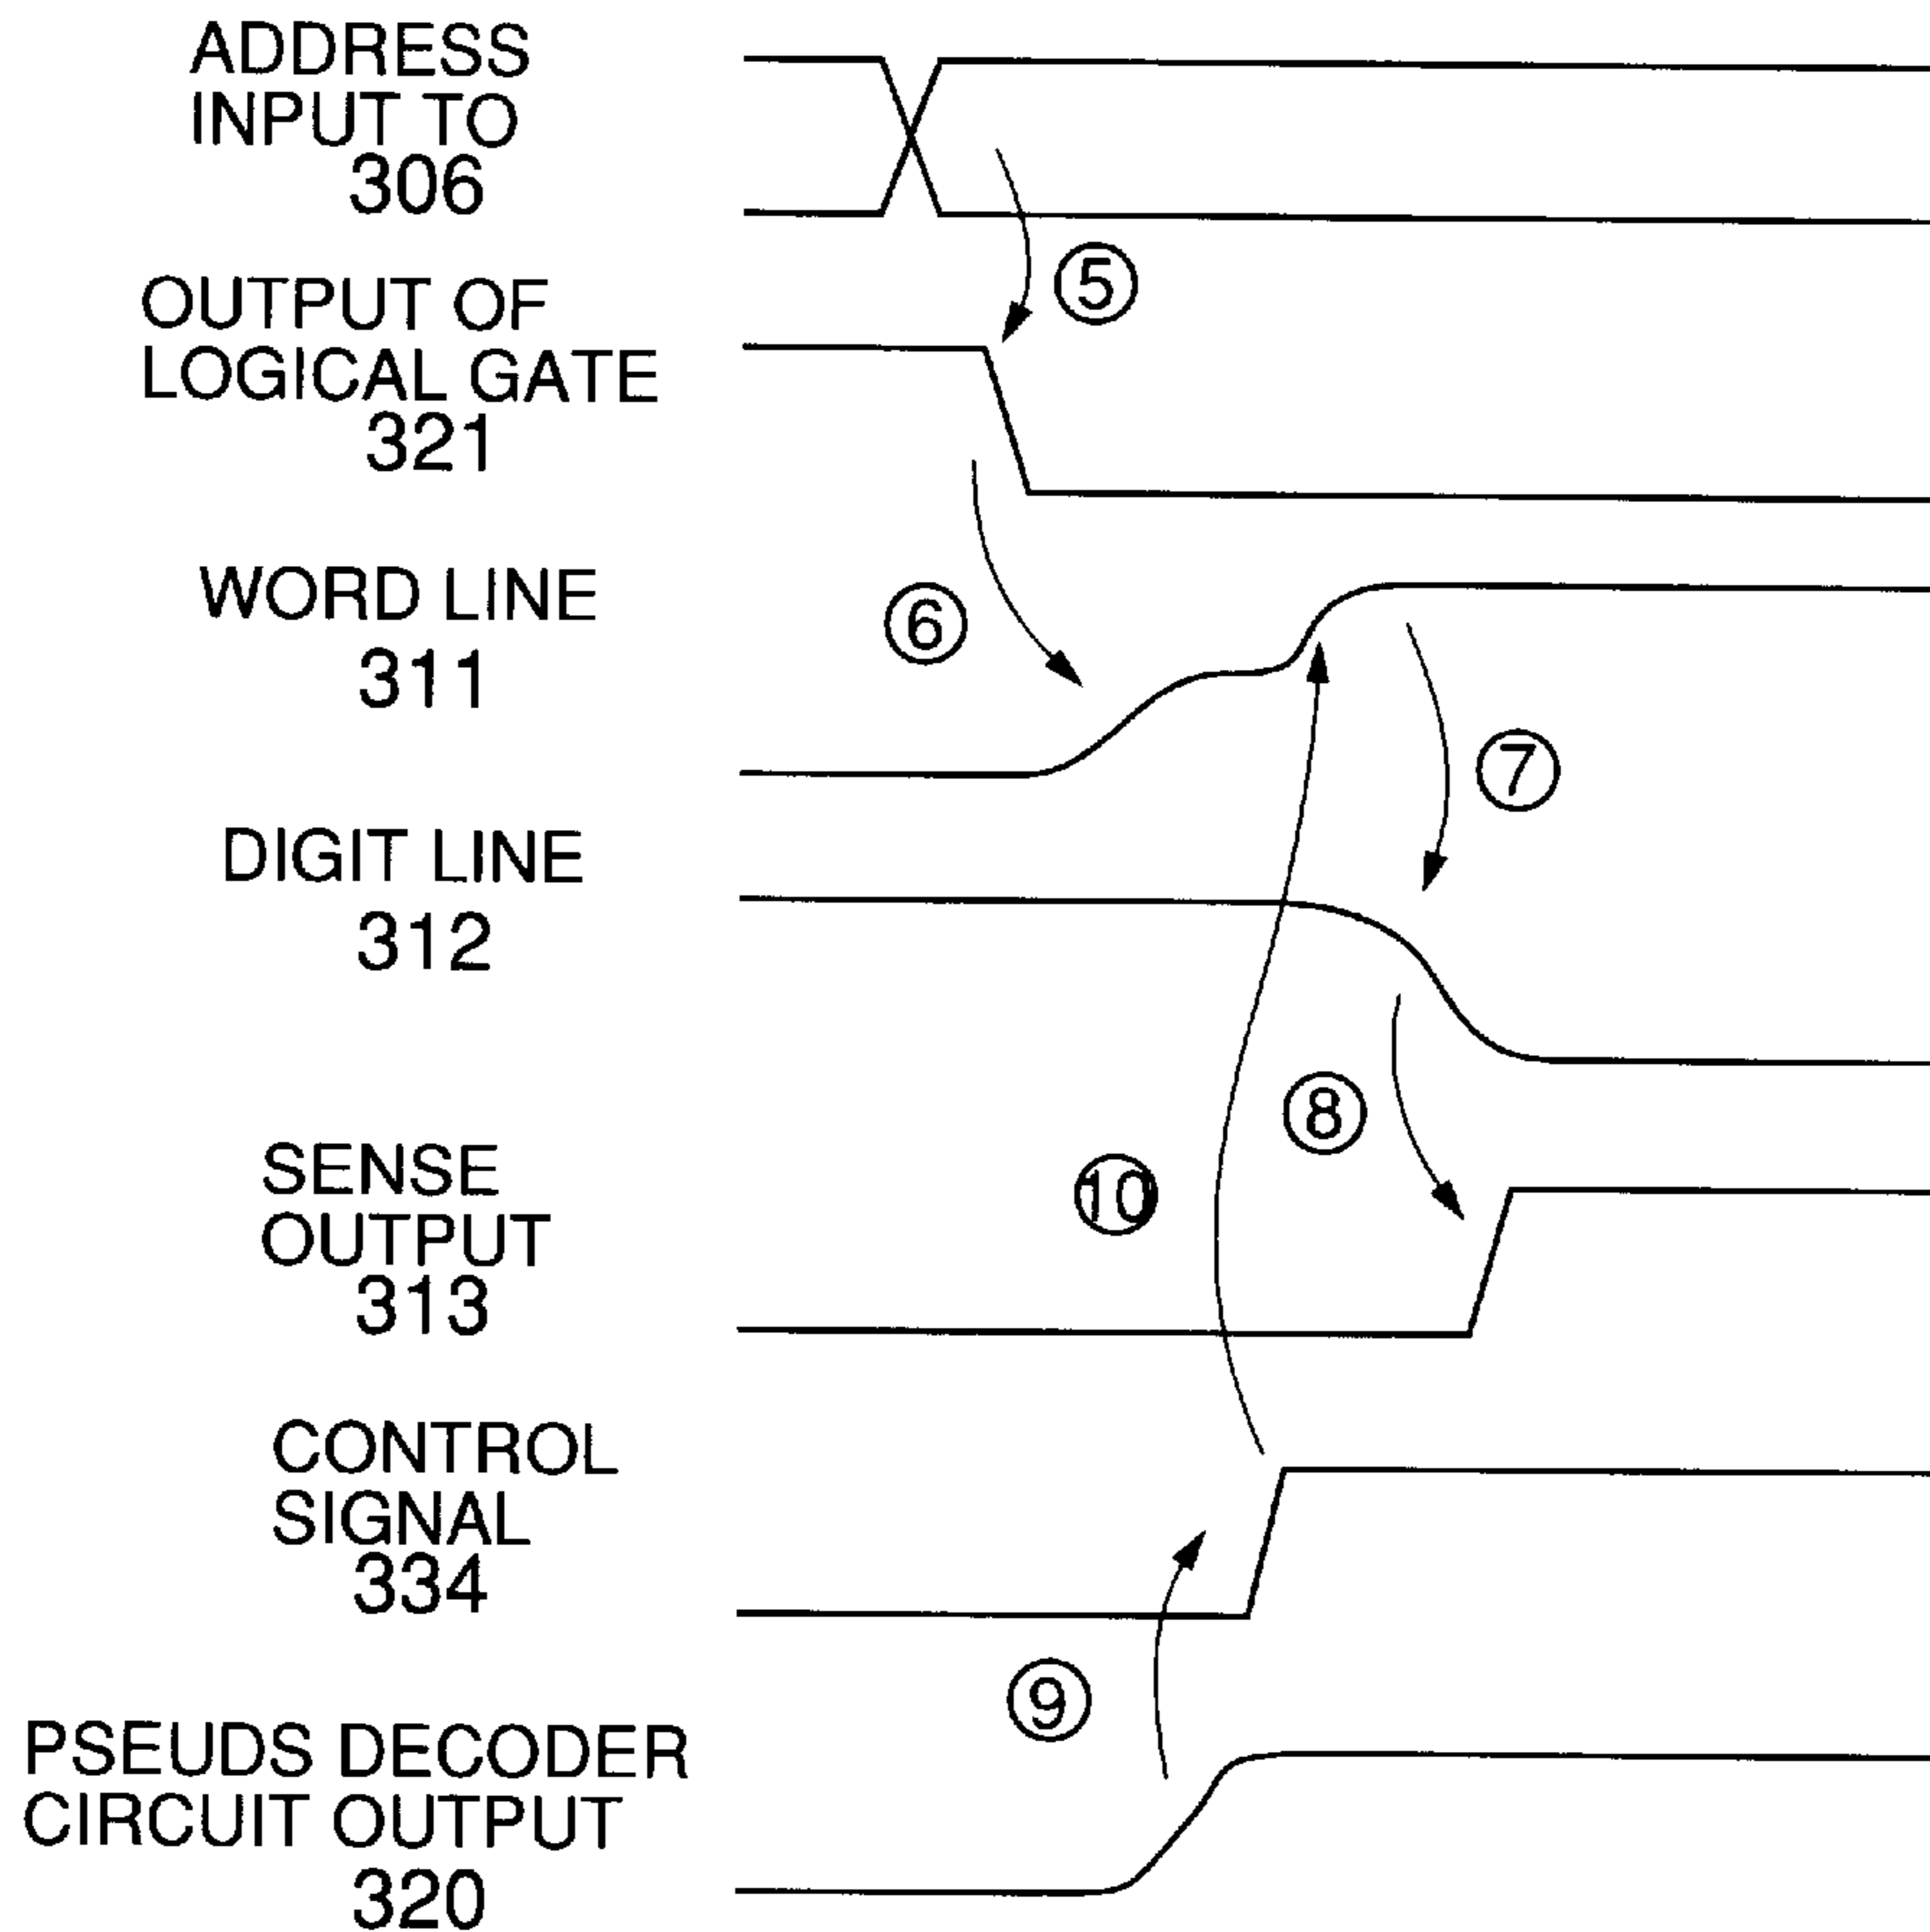 ADDRESS
INPUT TO
306
⑤
OUTPUT OF
LOGICAL GATE
321
⑥
WORD LINE
311
⑦
DIGIT LINE
312
⑧
SENSE
OUTPUT
313
⑩
CONTROL
SIGNAL
334
⑨
PSEUDS DECODER
CIRCUIT OUTPUT
320